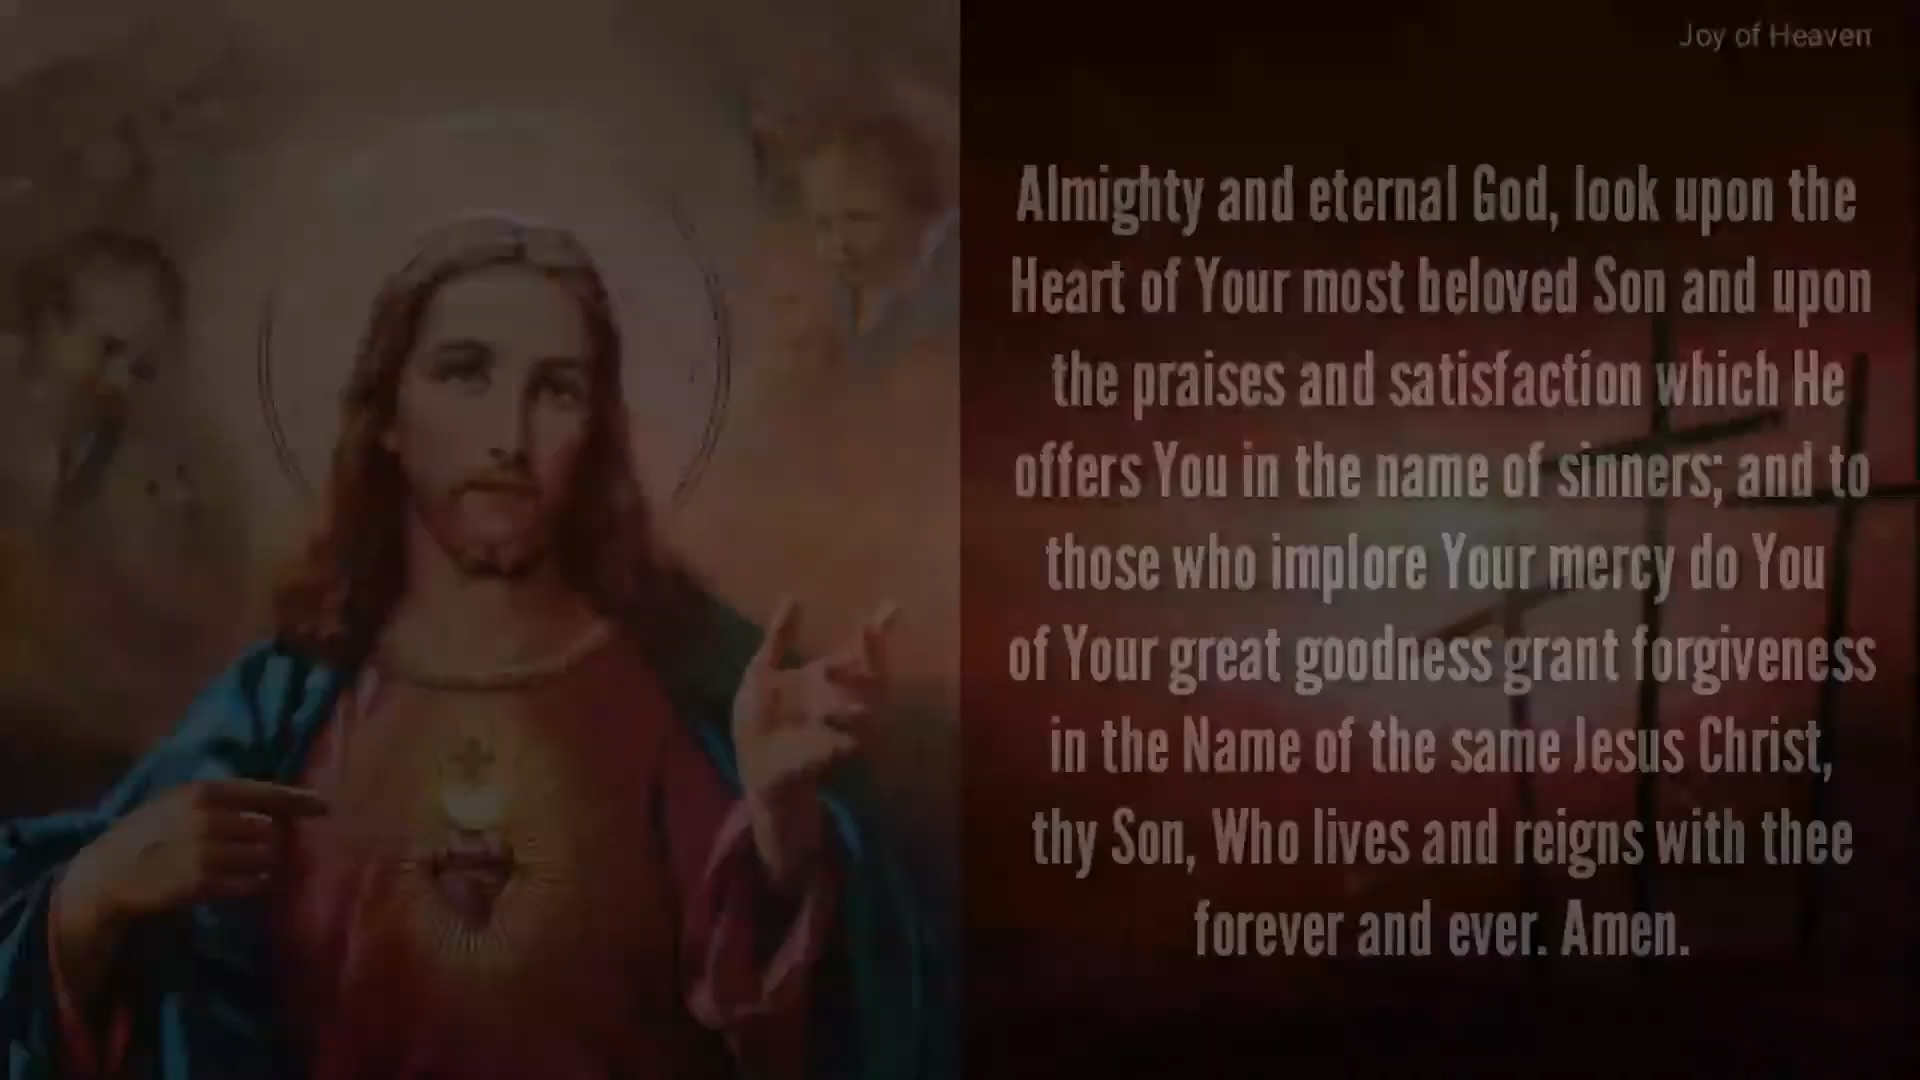 Joy of Heaven
Almighty and eternal God, look upon the
Heart of Your most beloved Son and upon
the praises and satisfaction which He
offers You in the name of sinners; and to
those who implore Your mercy do You
of Your great goodness grant forgiveness
in the Name of the same Jesus Christ,
thy Son, Who lives and reigns with thee
forever and ever. Amen.